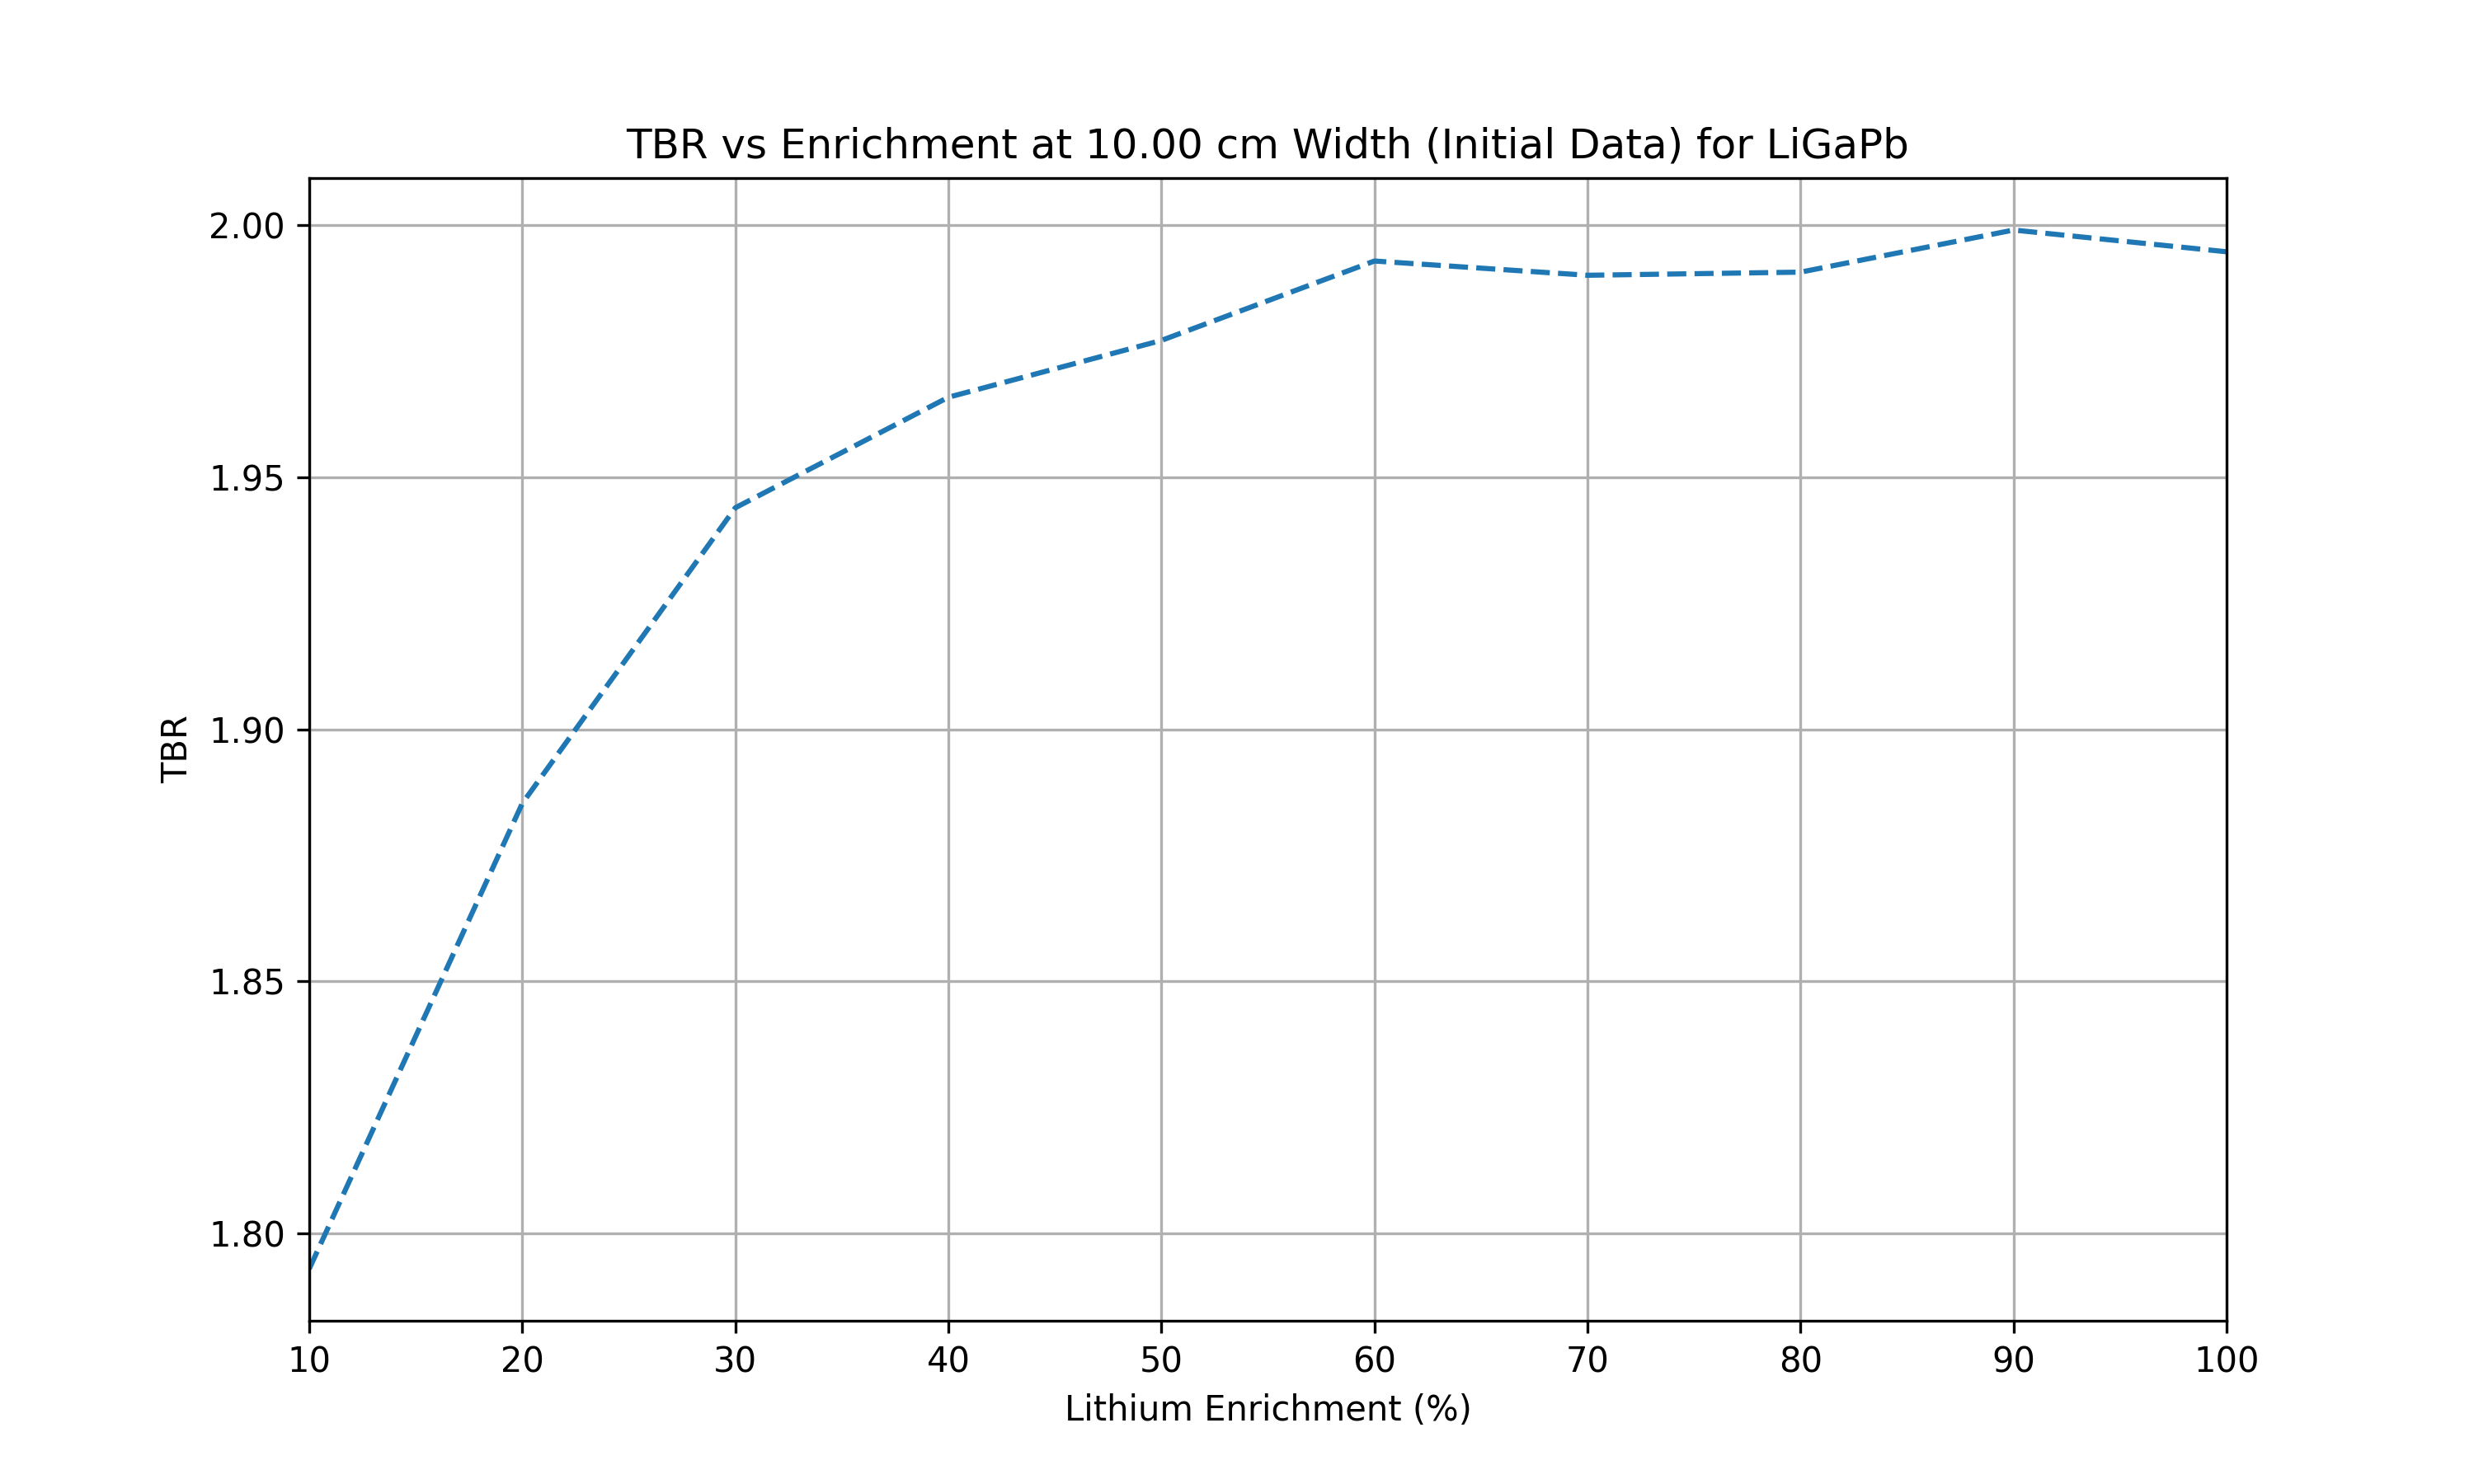 TBR vs Enrichment at 10.00 cm Width (Initial Data) for LiGaPb
2.00
1.95
1.90
1.85
1.80
TBR
10 20 30 40 50 60 70 80 90 100
Lithium Enrichment (%)